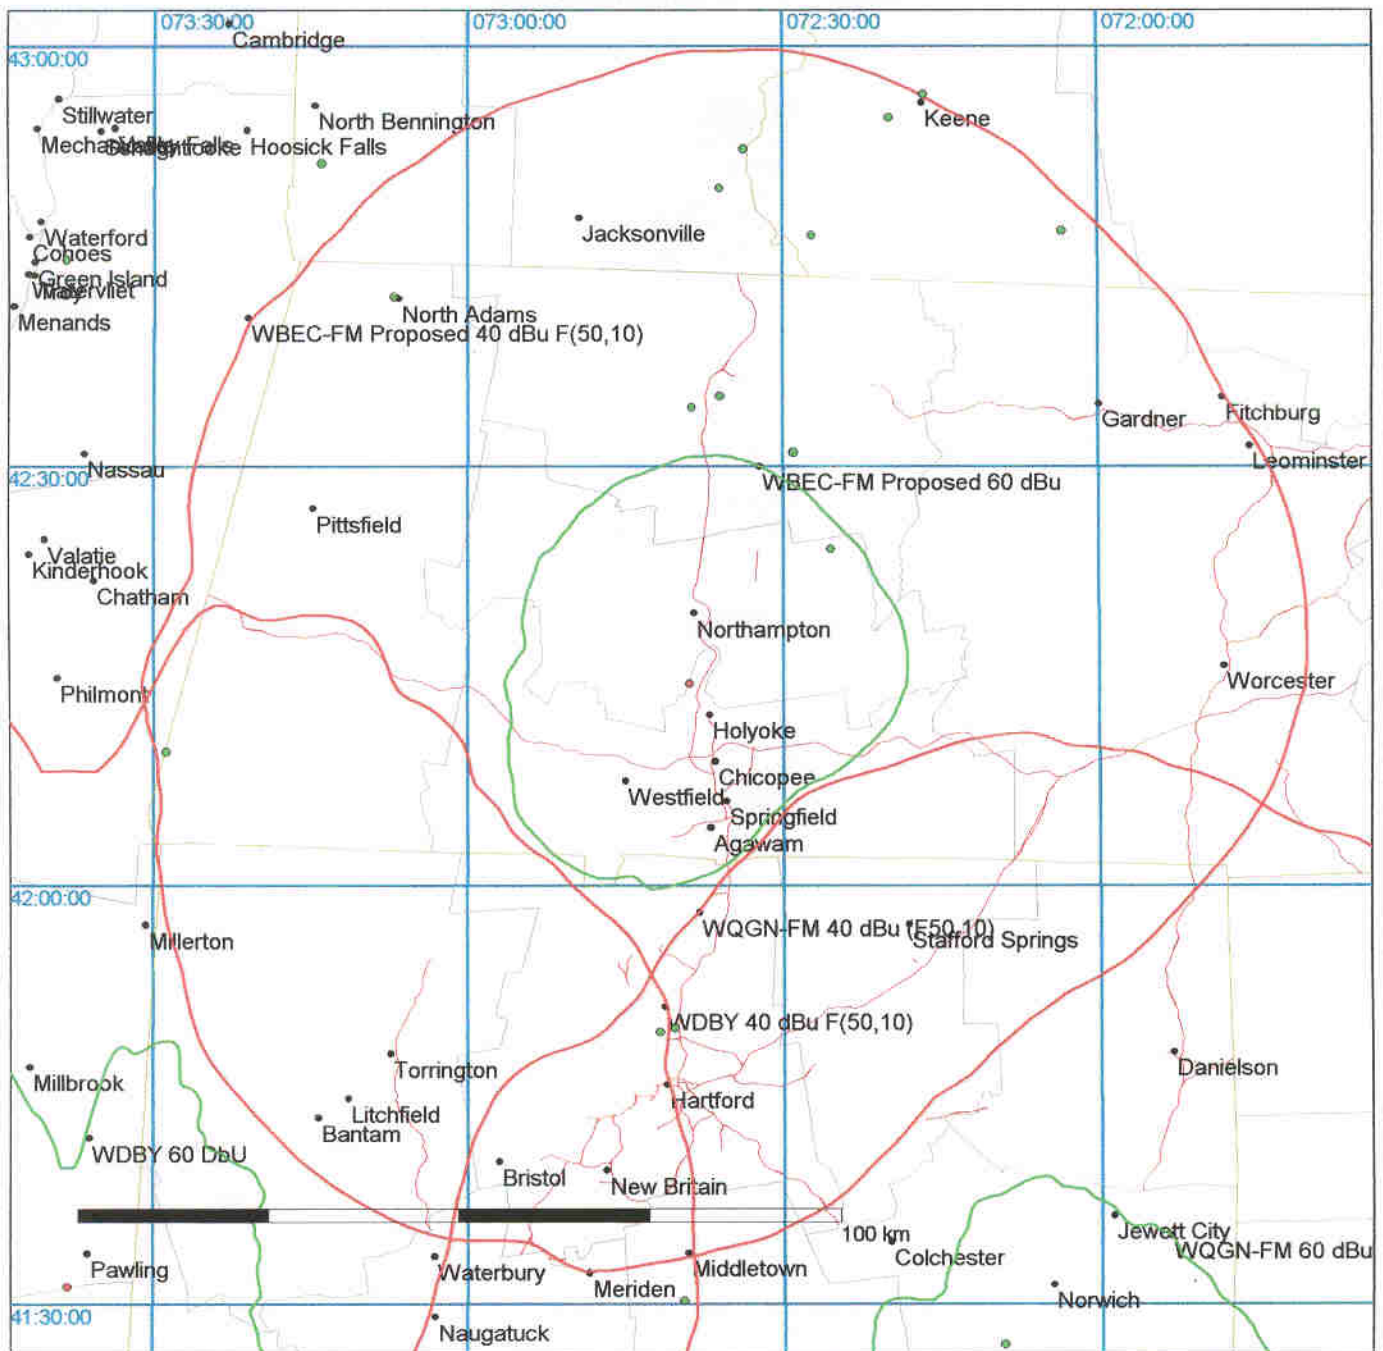 073:30:00
073:00:00
072:30:00
072:00:00
Cambridge
43:00:00
Stillwater
North Bennington
Keene
Hoosick Falls
Waterford
Jacksonville
Cohoes
Green Island
Watervliet
Menands
North Adams
WBEC-FM Proposed 40 dBu F(50,10)
Gardner
Fitchburg
Nassau
Leominster
42:30:00
WBEC-FM Proposed 60 dBu
Pittsfield
Valatie
Kinderhook
Chatham
Northampton
Philmont
Worcester
Holyoke
Chicopee
Westfield
Springfield
Agawam
42:00:00
Millerton
WQGN-FM 40 dBu (F50,10)
Stafford Springs
WDBY 40 dBu F(50,10)
Millbrook
Torrington
Danielson
Litchfield
Hartford
Bantam
WDBY 60 DbU
Bristol
New Britain
100 km
Jewett City
Colchester
WQGN-FM 60 dBu
Pawling
Waterbury
Middletown
Meriden
Norwich
41:30:00
Naugatuck